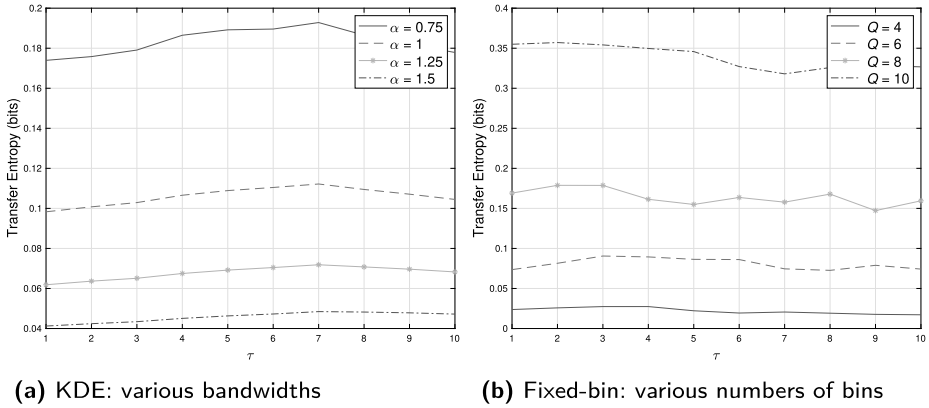 0.2
0.18
0.16
0.14
0.12
0.1
0.08
0.06
0.04
Transfer Entropy (bits)
1 2 3 4 5 6 7 8 9 10
τ
α = 0.75
α = 1
α = 1.25
α = 1.5
(a) KDE: various bandwidths
0.4
0.35
0.3
0.25
0.2
0.15
0.1
0.05
0
Transfer Entropy (bits)
1 2 3 4 5 6 7 8 9 10
τ
Q = 4
Q = 6
Q = 8
Q = 10
(b) Fixed-bin: various numbers of bins